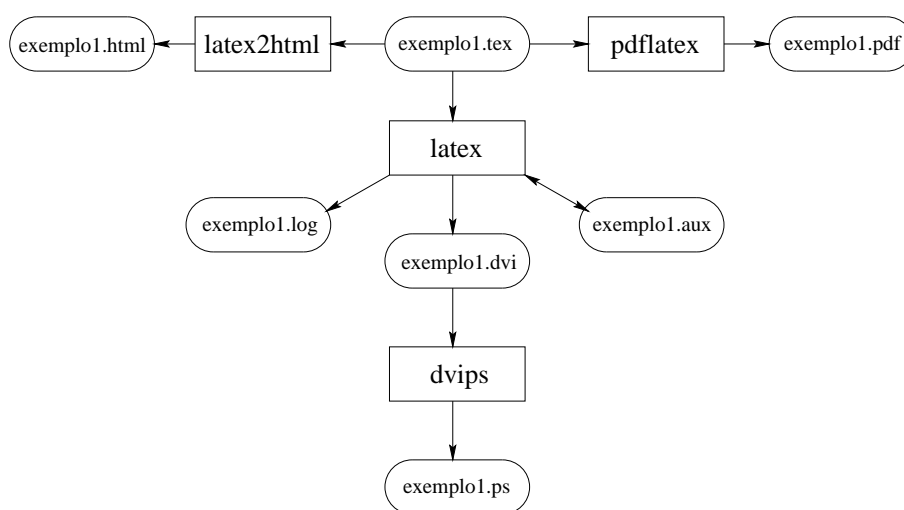 exemplo1.html
latex2html
exemplo1.tex
pdflatex
exemplo1.pdf
latex
exemplo1.log
exemplo1.aux
exemplo1.dvi
dvips
exemplo1.ps